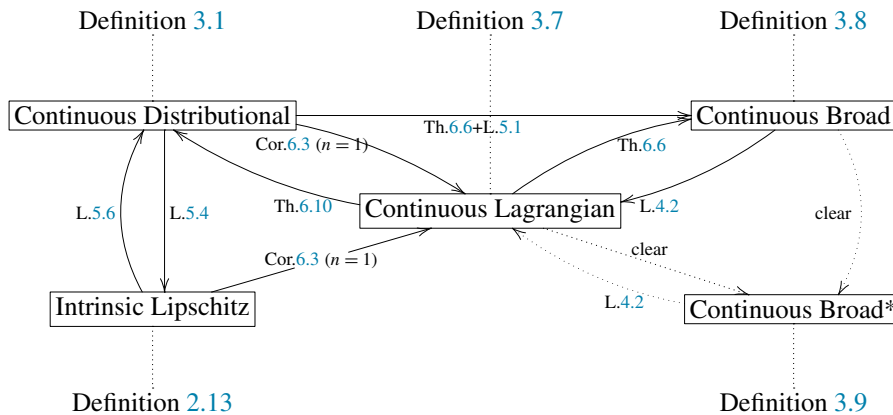 Definition 3.1
Definition 3.7
Definition 3.8
Continuous Distributional
Continuous Broad
Th.6.6+L.5.1
Cor.6.3 (n = 1)
Th.6.6
L.5.6
L.5.4
Th.6.10
Continuous Lagrangian
L.4.2
clear
clear
Cor.6.3 (n = 1)
L.4.2
Intrinsic Lipschitz
Continuous Broad*
Definition 2.13
Definition 3.9